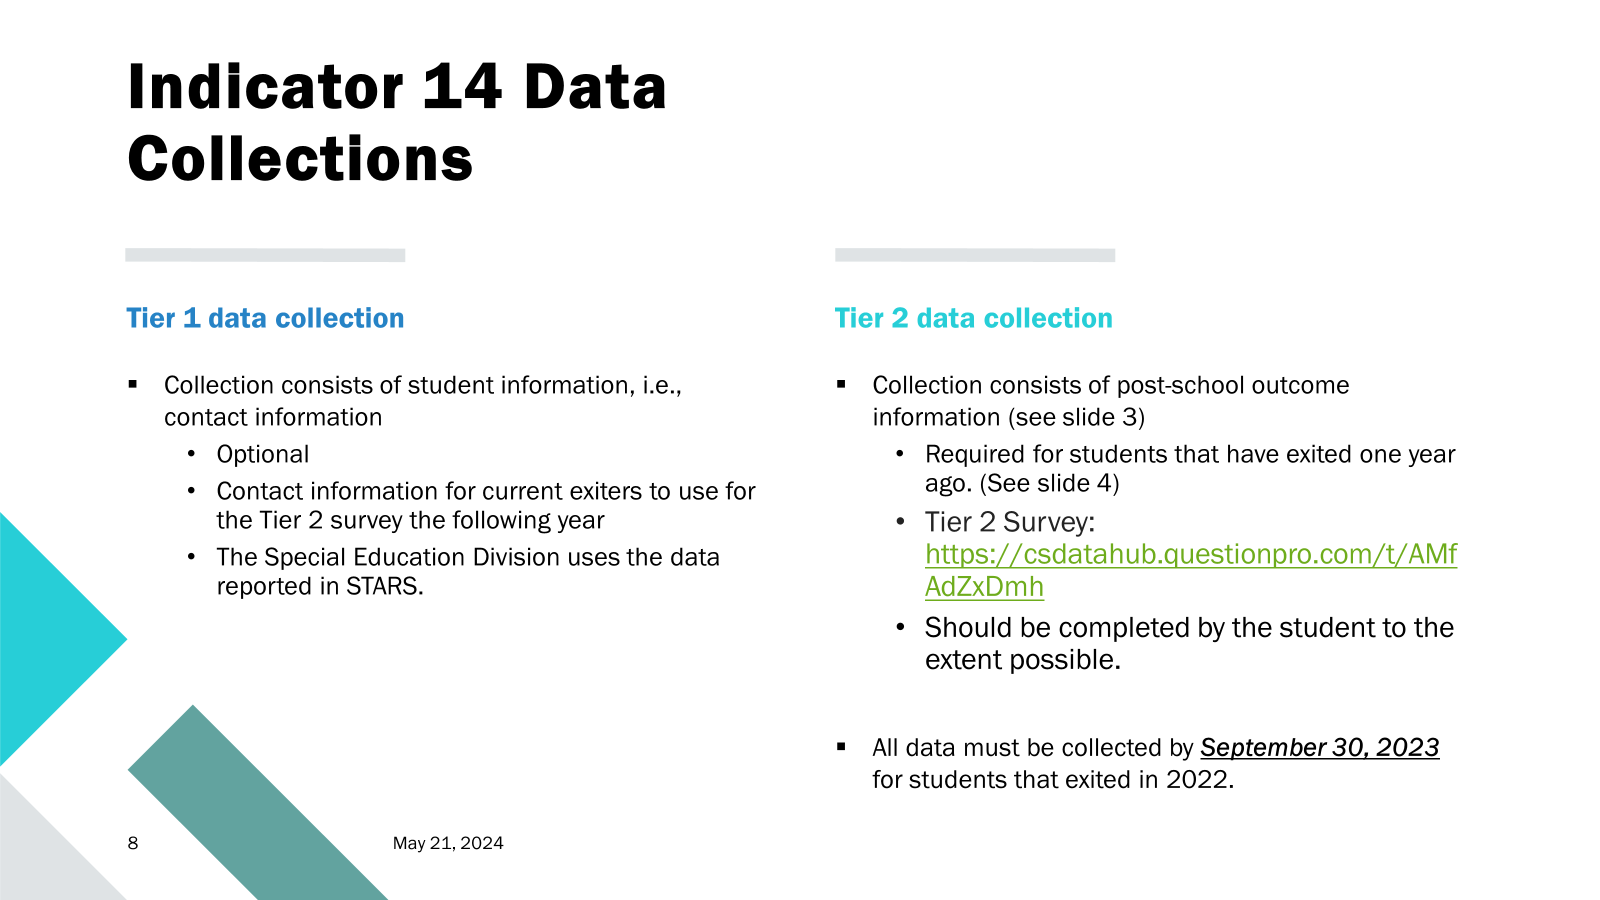 Indicator 14 Data
Collections
Tier 1 data collection
▪ Collection consists of student information, i.e.,
contact information
• Optional
• Contact information for current exiters to use for
the Tier 2 survey the following year
• The Special Education Division uses the data
reported in STARS.
Tier 2 data collection
▪ Collection consists of post-school outcome
information (see slide 3)
• Required for students that have exited one year
ago. (See slide 4)
• Tier 2 Survey:
https://csdatahub.questionpro.com/t/AMf
AdZxDmh
• Should be completed by the student to the
extent possible.
▪ All data must be collected by September 30, 2023
for students that exited in 2022.
8
May 21, 2024